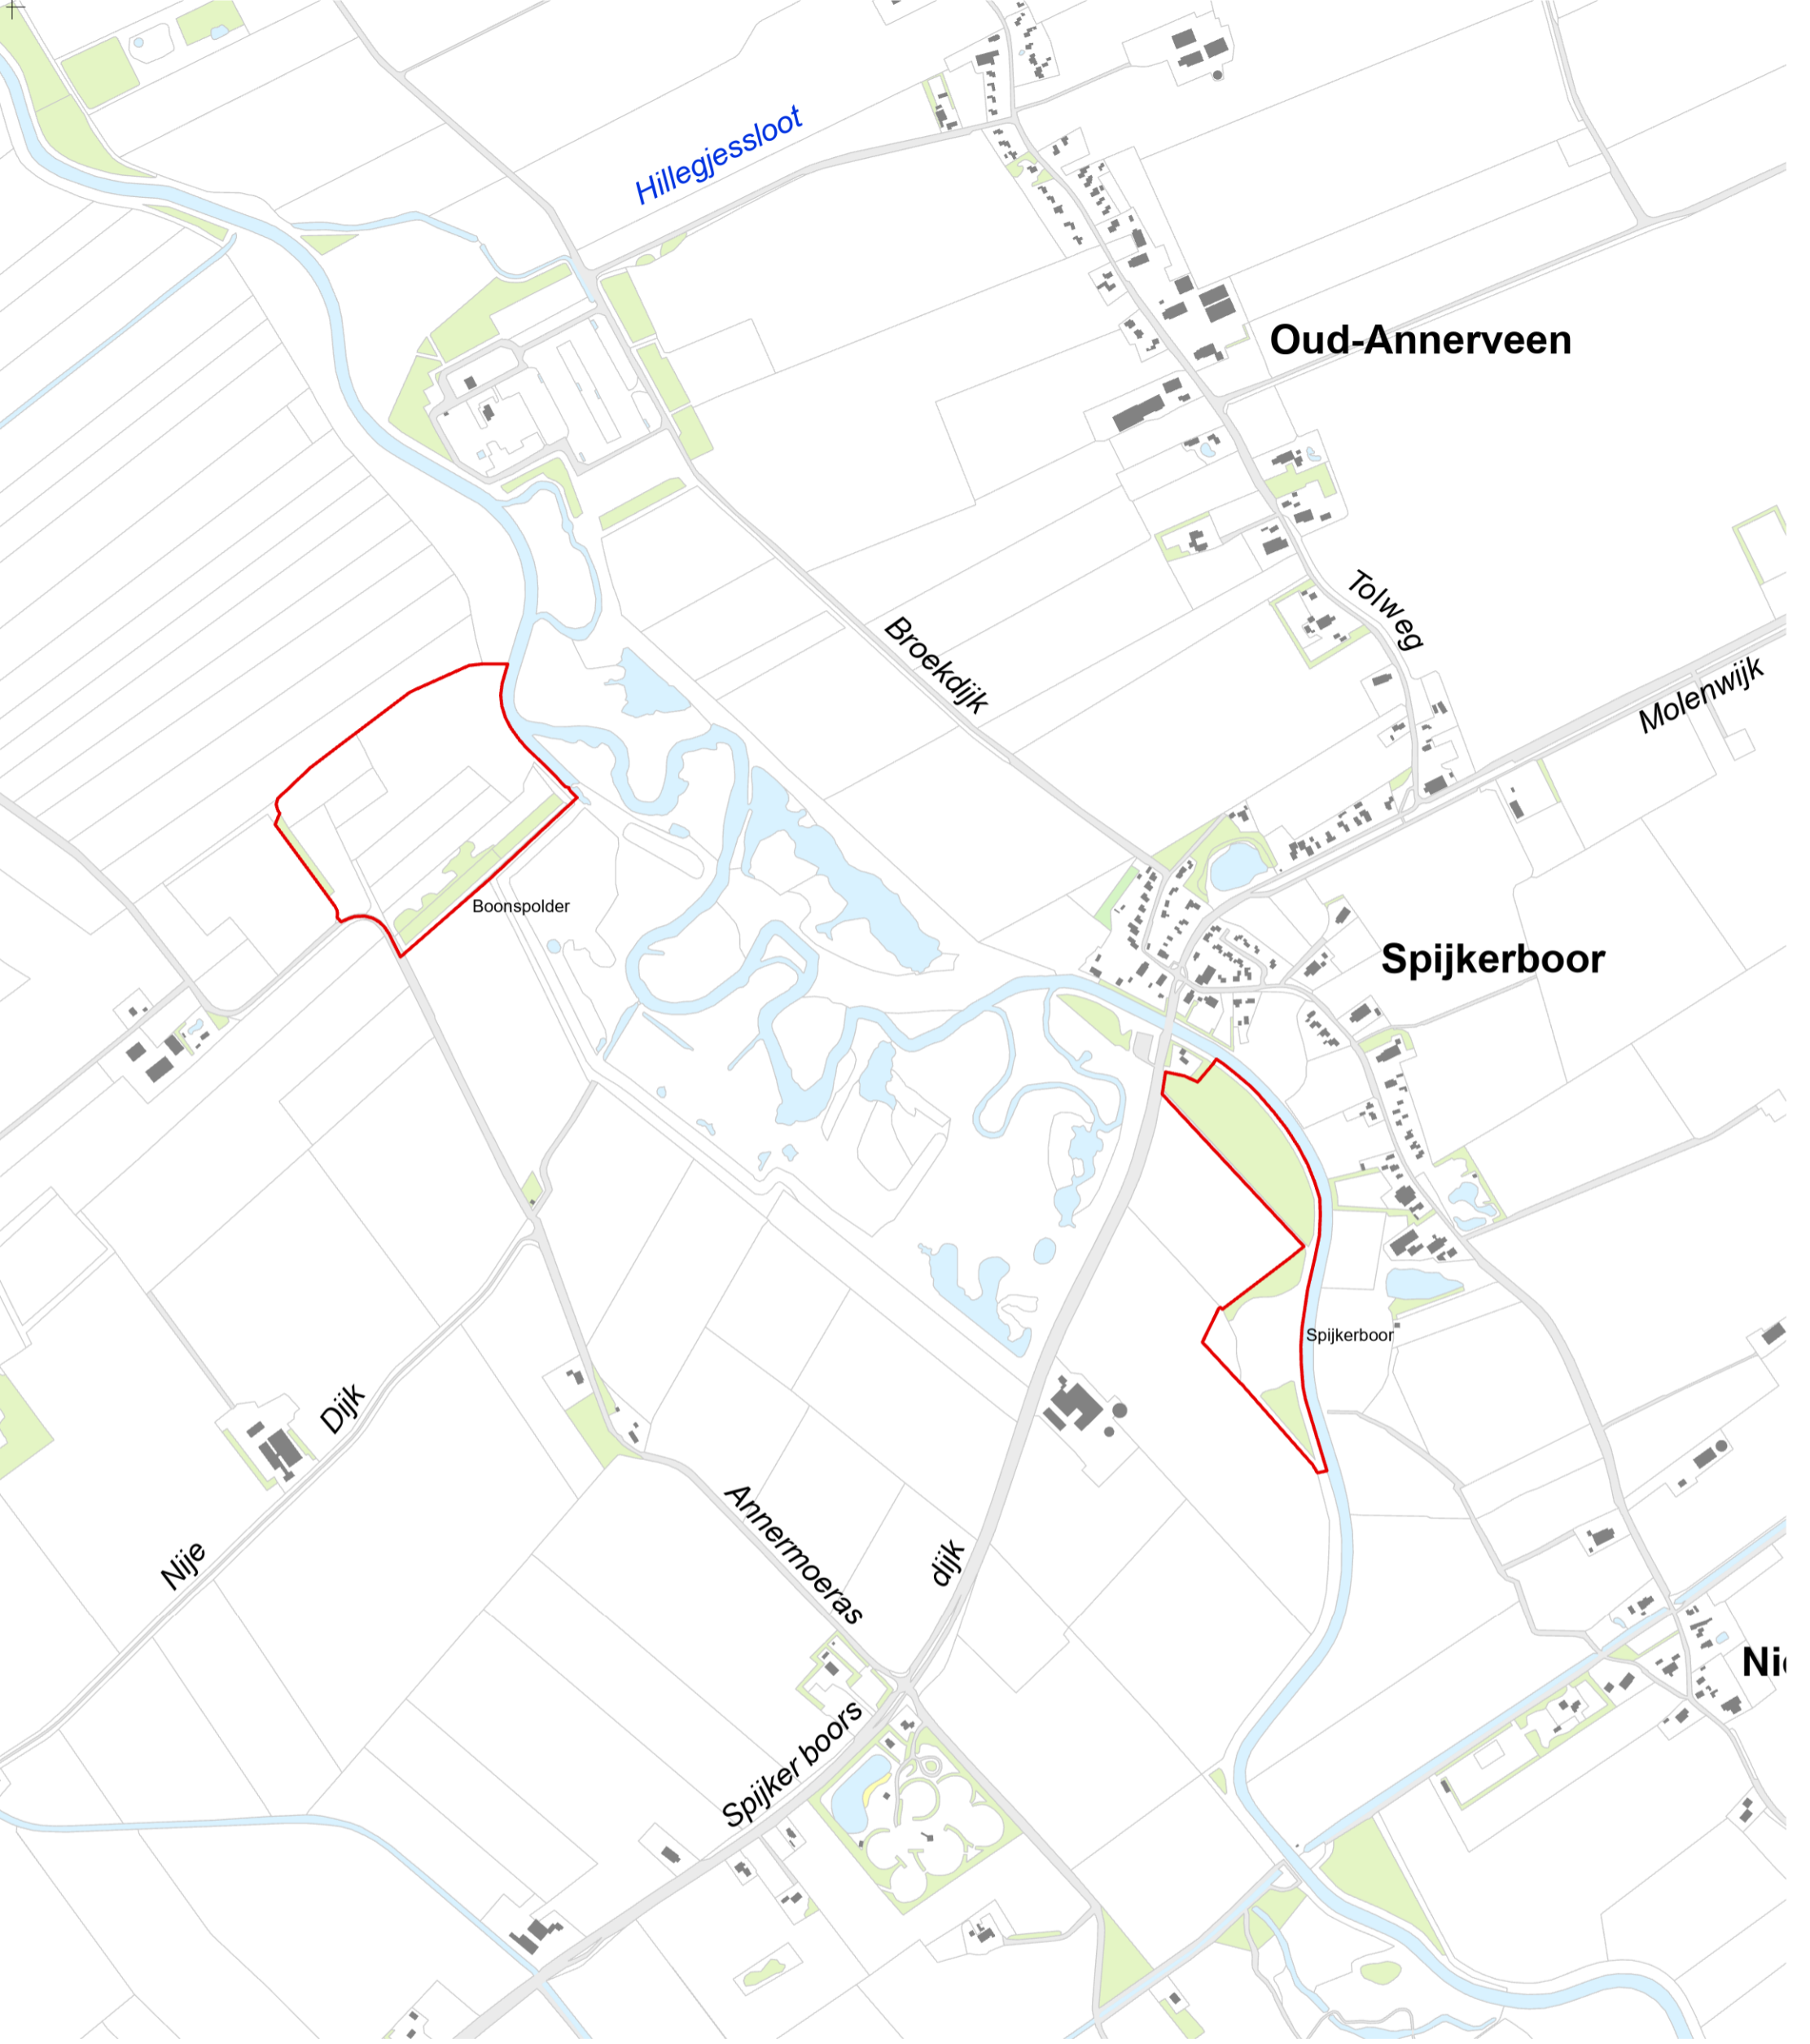 Hillegjessloot
Oud-Annerveen
Tolweg
Broekdijk
Molenwijk
Boonspolder
Spijkerboor
Spijkerboor
Dijk
Nije
Annermoeras
dijk
Spijker boors